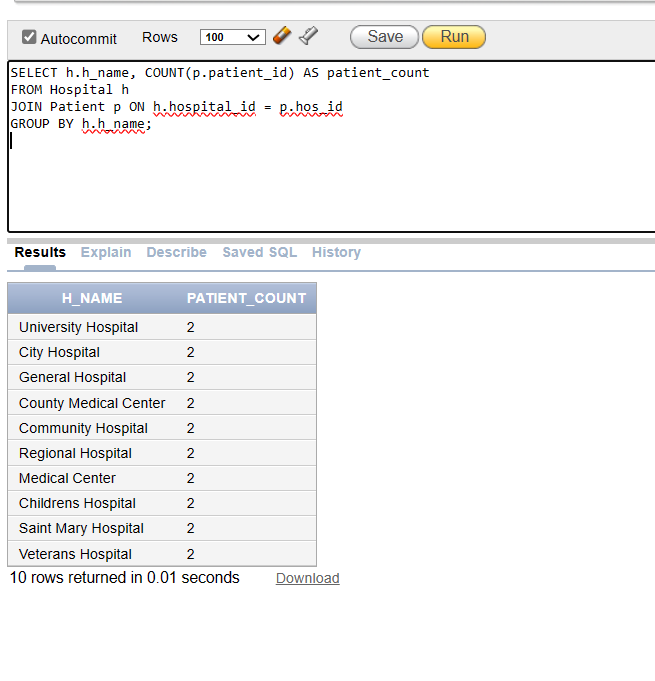 Autocommit Rows 100 Save Run
SELECT h.h_name, COUNT(p.patient_id) AS patient_count
FROM Hospital h
JOIN Patient p ON h.hospital_id = p.hos_id
GROUP BY h.h_name;
Results Explain Describe Saved SQL History
H_NAME PATIENT_COUNT
University Hospital 2
City Hospital 2
General Hospital 2
County Medical Center 2
Community Hospital 2
Regional Hospital 2
Medical Center 2
Childrens Hospital 2
Saint Mary Hospital 2
Veterans Hospital 2
10 rows returned in 0.01 seconds Download